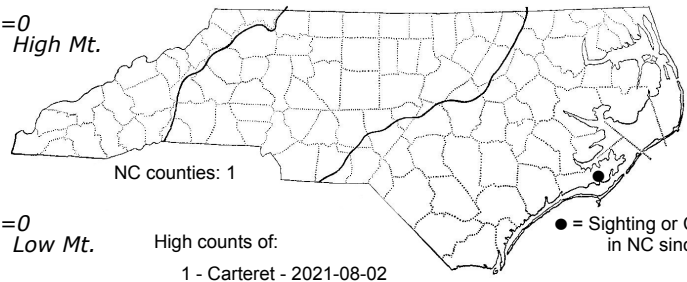 =0
High Mt.
NC counties: 1
=0
Low Mt.
High counts of:
● = Sighting or
in NC
1 - Carteret - 2021-08-02